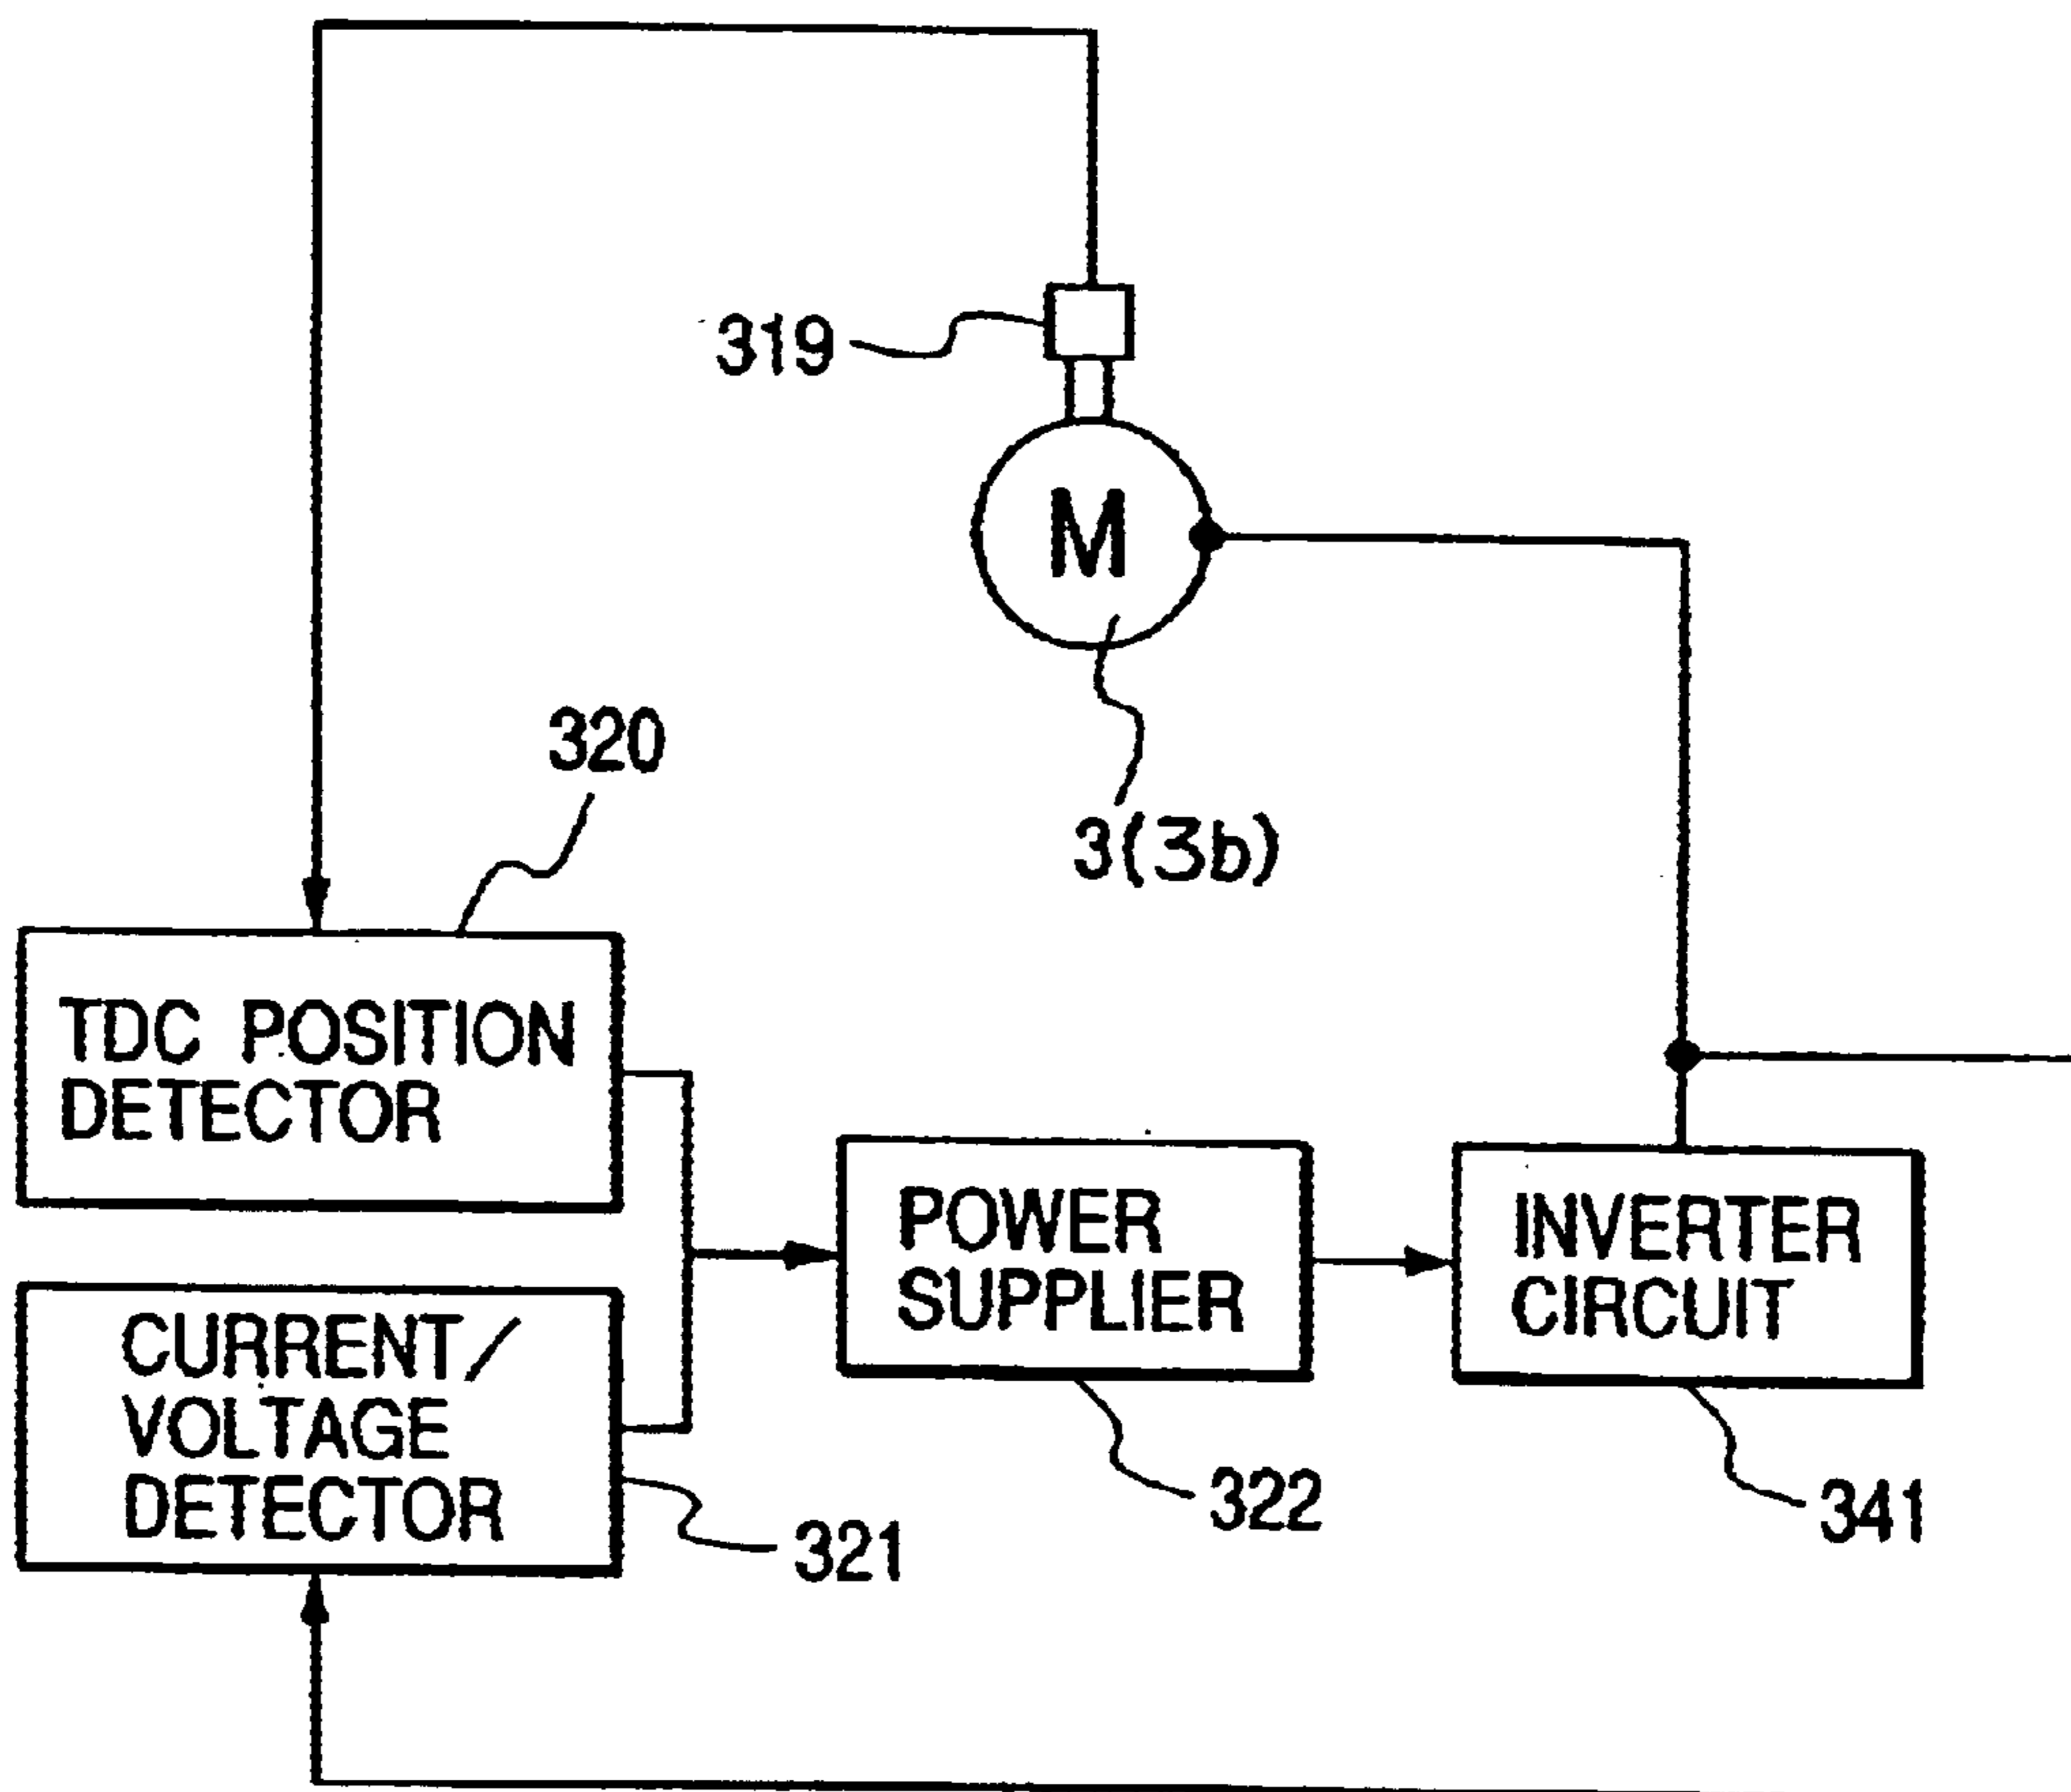 319
M
3(3b)
320
TDC POSITION
DETECTOR
POWER
SUPPLIER
INVERTER
CIRCUIT
CURRENT/
VOLTAGE
DETECTOR
321
322
341